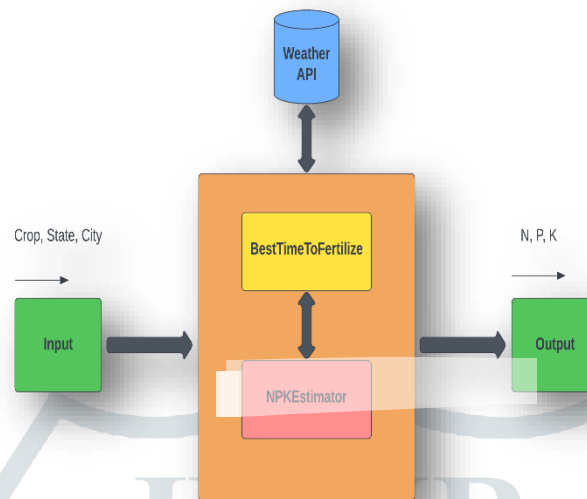 Weather
API
Crop, State, City
N, P, K
BestTimeToFertilize
Input
Output
NPKEstimator